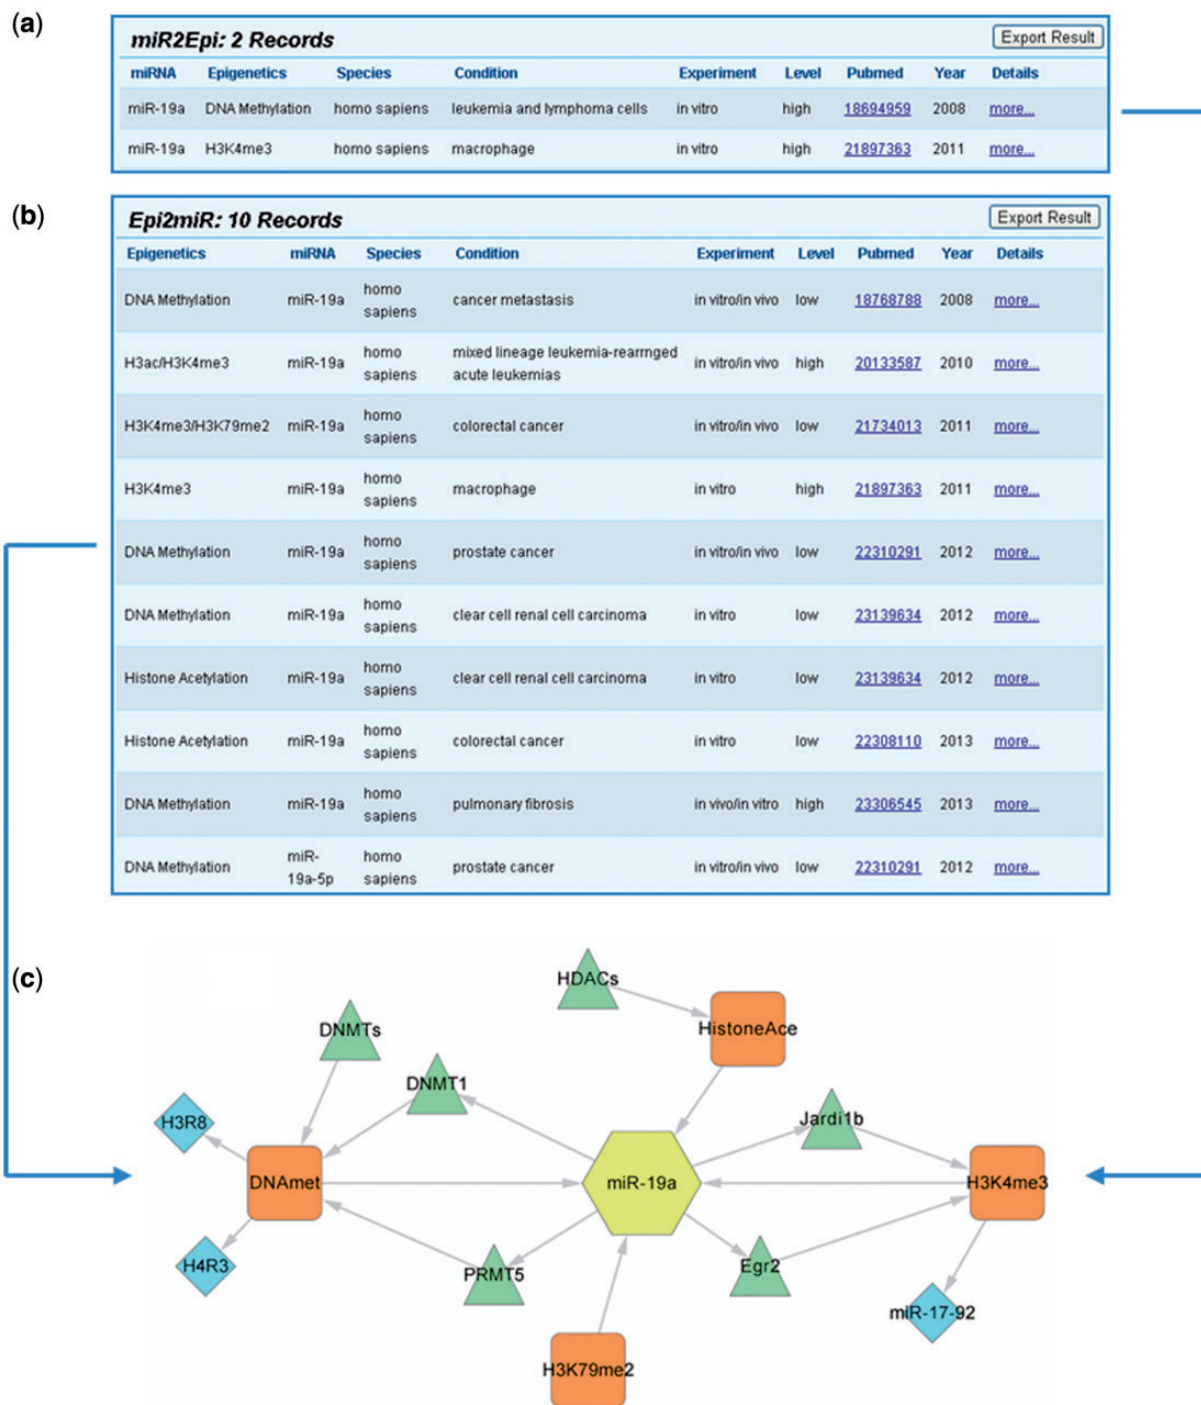 (a)
miR2Epi: 2 Records
Export Result
miRNA Epigenetics Species Condition Experiment Level Pubmed Year Details
miR-19a DNA Methylation homo sapiens leukemia and lymphoma cells in vitro high 18694959 2008 more...
miR-19a H3K4me3 homo sapiens macrophage in vitro high 21897363 2011 more...
(b)
Epi2miR: 10 Records
Export Result
Epigenetics miRNA Species Condition Experiment Level Pubmed Year Details
DNA Methylation miR-19a homo sapiens cancer metastasis in vitro/in vivo low 18768788 2008 more...
H3ac/H3K4me3 miR-19a homo sapiens mixed lineage leukemia-rearrnged acute leukemias in vitro/in vivo high 20133587 2010 more...
H3K4me3/H3K79me2 miR-19a homo sapiens colorectal cancer in vitro/in vivo low 21734013 2011 more...
H3K4me3 miR-19a homo sapiens macrophage in vitro high 21897363 2011 more...
DNA Methylation miR-19a homo sapiens prostate cancer in vitro/in vivo low 22310291 2012 more...
DNA Methylation miR-19a homo sapiens clear cell renal cell carcinoma in vitro low 23139634 2012 more...
Histone Acetylation miR-19a homo sapiens clear cell renal cell carcinoma in vitro low 23139634 2012 more...
Histone Acetylation miR-19a homo sapiens colorectal cancer in vitro low 22308110 2013 more...
DNA Methylation miR-19a homo sapiens pulmonary fibrosis in vivo/in vitro high 23306545 2013 more...
DNA Methylation miR-19a-5p homo sapiens prostate cancer in vitro/in vivo low 22310291 2012 more...
(c)
HDACs
DNMTs
HistoneAce
DNMT1
H3R8
Jardi1b
DNAmet
miR-19a
H3K4me3
H4R3
PRMT5
Egr2
miR-17-92
H3K79me2